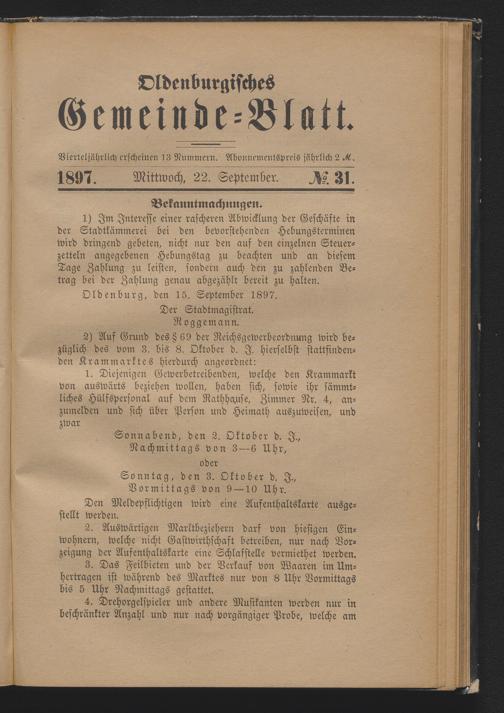 Oldenburgisches
Gemeinde-Blatt.
Vierteljährlich erscheinen 13 Nummern. Abonnementspreis jährlich 2 M.
1897. Mittwoch, 22. September. No. 31.
Bekanntmachungen.
1) Im Interesse einer rascheren Abwicklung der Geschäfte in
der Stadtkämmerei bei den bevorstehenden Hebungsterminen
wird dringend gebeten, nicht nur den auf den einzelnen Steuer-
zetteln angegebenen Hebungstag zu beachten und an diesem
Tage Zahlung zu leisten, sondern auch den zu zahlenden Be-
trag bei der Zahlung genau abgezählt bereit zu halten.
Oldenburg, den 15. September 1897.
Der Stadtmagistrat.
Roggemann.
2) Auf Grund des § 69 der Reichsgewerbeordnung wird be-
züglich des vom 3. bis 8. Oktober d. J. hierselbst stattfinden-
den Krammarktes hierdurch angeordnet:
1. Diejenigen Gewerbetreibenden, welche den Krammarkt
von auswärts beziehen wollen, haben sich, sowie ihr sämmt-
liches Hülfspersonal auf dem Rathhause, Zimmer Nr. 4, an-
zumelden und sich über Person und Heimath auszuweisen, und
zwar
Sonnabend, den 2. Oktober d. J.,
Nachmittags von 3—6 Uhr,
oder
Sonntag, den 3. Oktober d. J.,
Vormittags von 9—10 Uhr.
Den Meldepflichtigen wird eine Aufenthaltskarte ausge-
stellt werden.
2. Auswärtigen Marktbeziehern darf von hiesigen Ein-
wohnern, welche nicht Gastwirthschaft betreiben, nur nach Vor-
zeigung der Aufenthaltskarte eine Schlafstelle vermiethet werden.
3. Das Feilbieten und der Verkauf von Waaren im Um-
hertragen ist während des Marktes nur von 8 Uhr Vormittags
bis 5 Uhr Nachmittags gestattet.
4. Drehorgelspieler und andere Musikanten werden nur in
beschränkter Anzahl und nur nach vorgängiger Probe, welche am